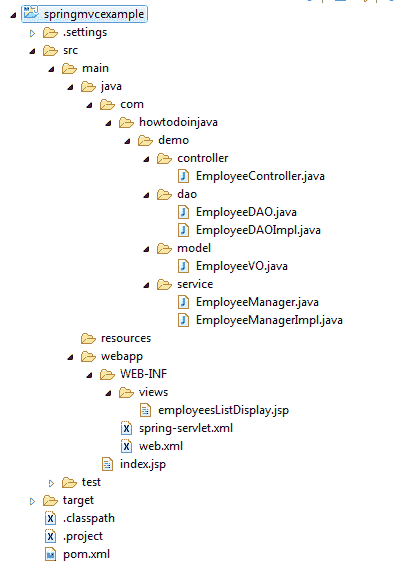 springmvcexample
.settings
src
main
java
com
howtodoinjava
demo
controller
EmployeeController.java
dao
EmployeeDAO.java
EmployeeDAOImpl.java
model
EmployeeVO.java
service
EmployeeManager.java
EmployeeManagerImpl.java
resources
webapp
WEB-INF
views
employeesListDisplay.jsp
spring-servlet.xml
web.xml
index.jsp
test
target
.classpath
.project
pom.xml